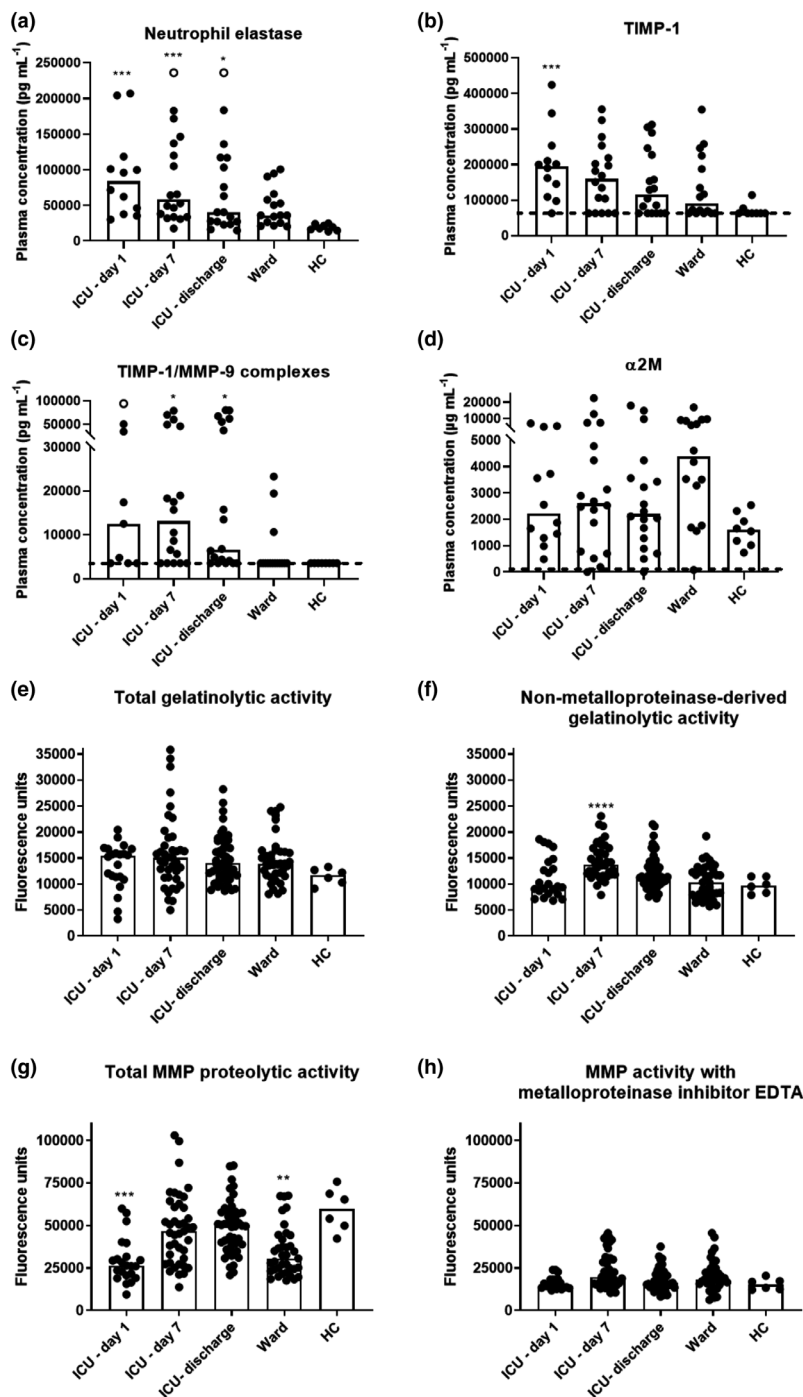 (a)
Neutrophil elastase
Plasma concentration (pg mL⁻¹)
250000
200000
150000
100000
50000
0
***
***
*
ICU - day 1
ICU - day 7
ICU - discharge
Ward
HC
(b)
TIMP-1
Plasma concentration (pg mL⁻¹)
500000
400000
300000
200000
100000
0
***
ICU - day 1
ICU - day 7
ICU - discharge
Ward
HC
(c)
TIMP-1/MMP-9 complexes
Plasma concentration (pg mL⁻¹)
100000
50000
30000
20000
10000
0
*
*
ICU - day 1
ICU - day 7
ICU - discharge
Ward
HC
(d)
α2M
Plasma concentration (µg mL⁻¹)
20000
10000
5000
4000
3000
2000
1000
0
ICU - day 1
ICU - day 7
ICU - discharge
Ward
HC
(e)
Total gelatinolytic activity
Fluorescence units
35000
30000
25000
20000
15000
10000
5000
0
ICU - day 1
ICU - day 7
ICU- discharge
Ward
HC
(f)
Non-metalloproteinase-derived
gelatinolytic activity
Fluorescence units
35000
30000
25000
20000
15000
10000
5000
0
****
ICU - day 1
ICU - day 7
ICU- discharge
Ward
HC
(g)
Total MMP proteolytic activity
Fluorescence units
100000
75000
50000
25000
0
***
**
ICU - day 1
ICU - day 7
ICU- discharge
Ward
HC
(h)
MMP activity with
metalloproteinase inhibitor EDTA
Fluorescence units
100000
75000
50000
25000
0
ICU - day 1
ICU - day 7
ICU- discharge
Ward
HC